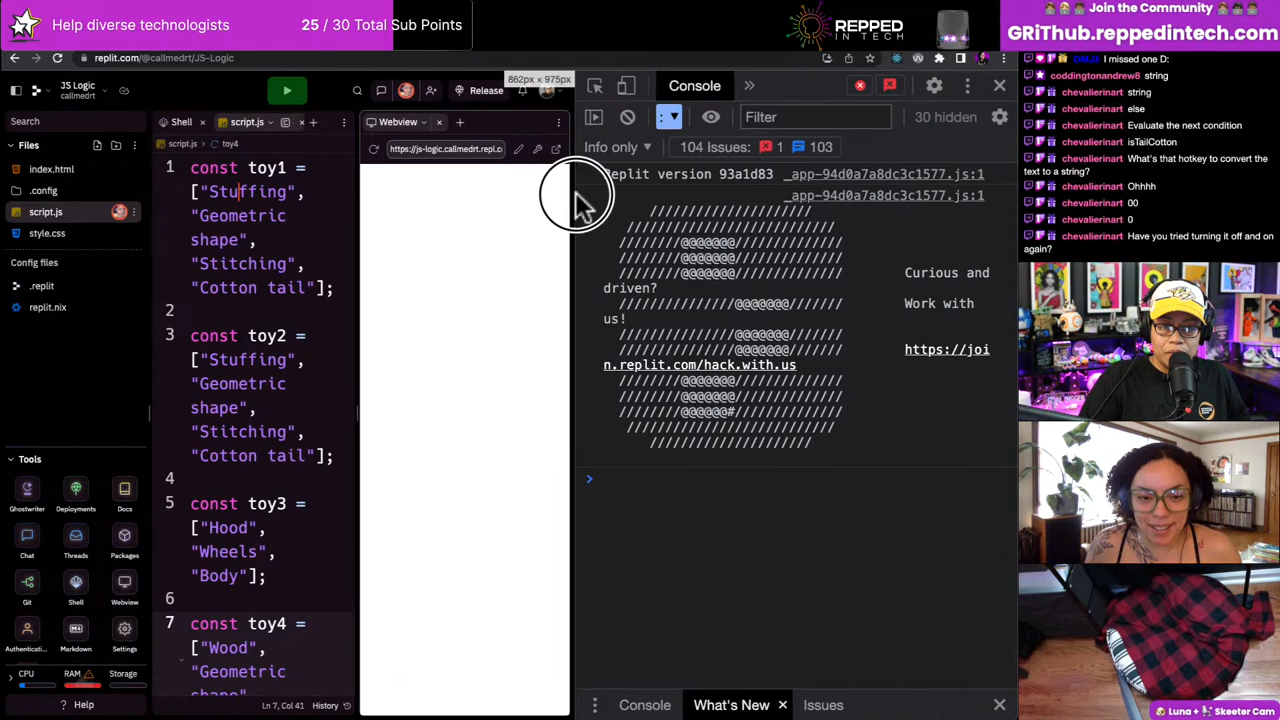 Help diverse technologists
25 / 30 Total Sub Points
REPPED
IN TECH
Join the Community
GRiThub.reppedintech.com
replit.com/@callmedrt/JS-Logic
862px × 975px
JS Logic
callmedrt
Release
Search
Files
index.html
.config
script.js
style.css
Config files
.replit
replit.nix
Tools
Ghostwriter
Deployments
Docs
Chat
Threads
Packages
Git
Shell
Webview
Authenticati...
Markdown
Settings
CPU
RAM
Storage
Help
Shell
script.js
script.js > toy1
1 const toy1 =
["Stuffing",
"Geometric
shape",
"Stitching",
"Cotton tail"];
2
3 const toy2 =
["Stuffing",
"Geometric
shape",
"Stitching",
"Cotton tail"];
4
5 const toy3 =
["Hood",
"Wheels",
"Body"];
6
7 const toy4 =
["Wood",
"Geometric
shape"
Ln 7, Col 41
History
Webview
https://js-logic.callmedrt.repl.c
Console
Filter
30 hidden
Info only
104 Issues:
1
103
Replit version 93a1d83
_app-94d0a7a8dc3c1577.js:1
_app-94d0a7a8dc3c1577.js:1
Curious and
driven?
Work with
us!
https://joi
n.replit.com/hack.with.us
Console
What's New
Issues
I missed one D:
coddingtonandrew8 string
chevalierinart string
chevalierinart else
chevalierinart Evaluate the next condition
chevalierinart isTailCotton
chevalierinart What's that hotkey to convert the text to a string?
chevalierinart Ohhhh
chevalierinart 00
chevalierinart 0
chevalierinart Have you tried turning it off and on again?
Luna + Skeeter Cam